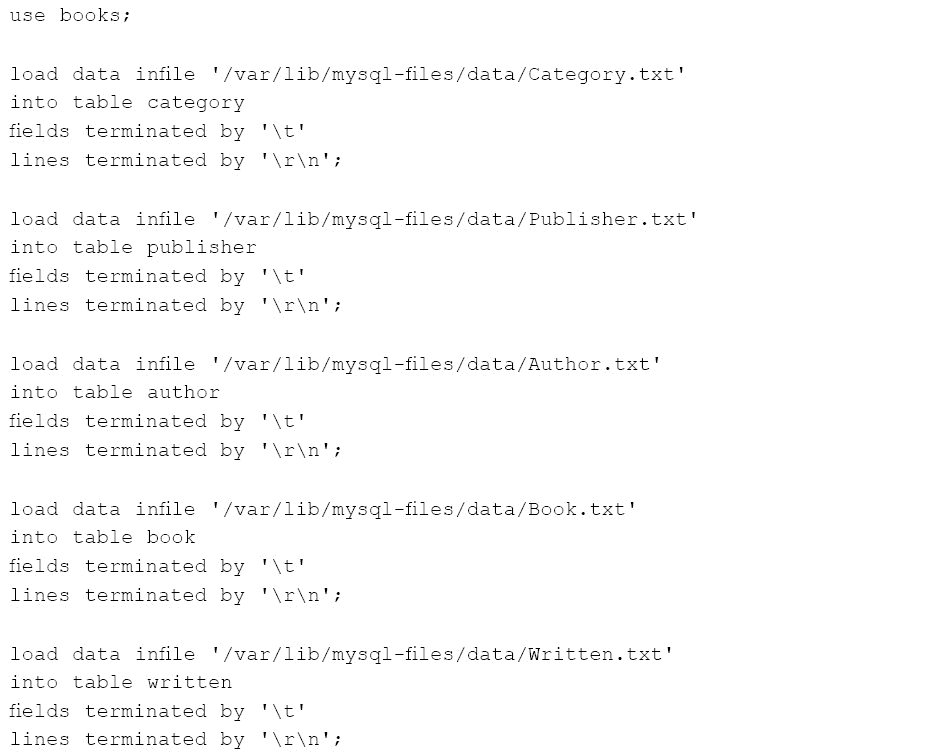 use books;
load data infile '/var/lib/mysql-files/data/Category.txt'
into table category
fields terminated by '\t'
lines terminated by '\r\n';
load data infile '/var/lib/mysql-files/data/Publisher.txt'
into table publisher
fields terminated by '\t'
lines terminated by '\r\n';
load data infile '/var/lib/mysql-files/data/Author.txt'
into table author
fields terminated by '\t'
lines terminated by '\r\n';
load data infile '/var/lib/mysql-files/data/Book.txt'
into table book
fields terminated by '\t'
lines terminated by '\r\n';
load data infile '/var/lib/mysql-files/data/Written.txt'
into table written
fields terminated by '\t'
lines terminated by '\r\n';